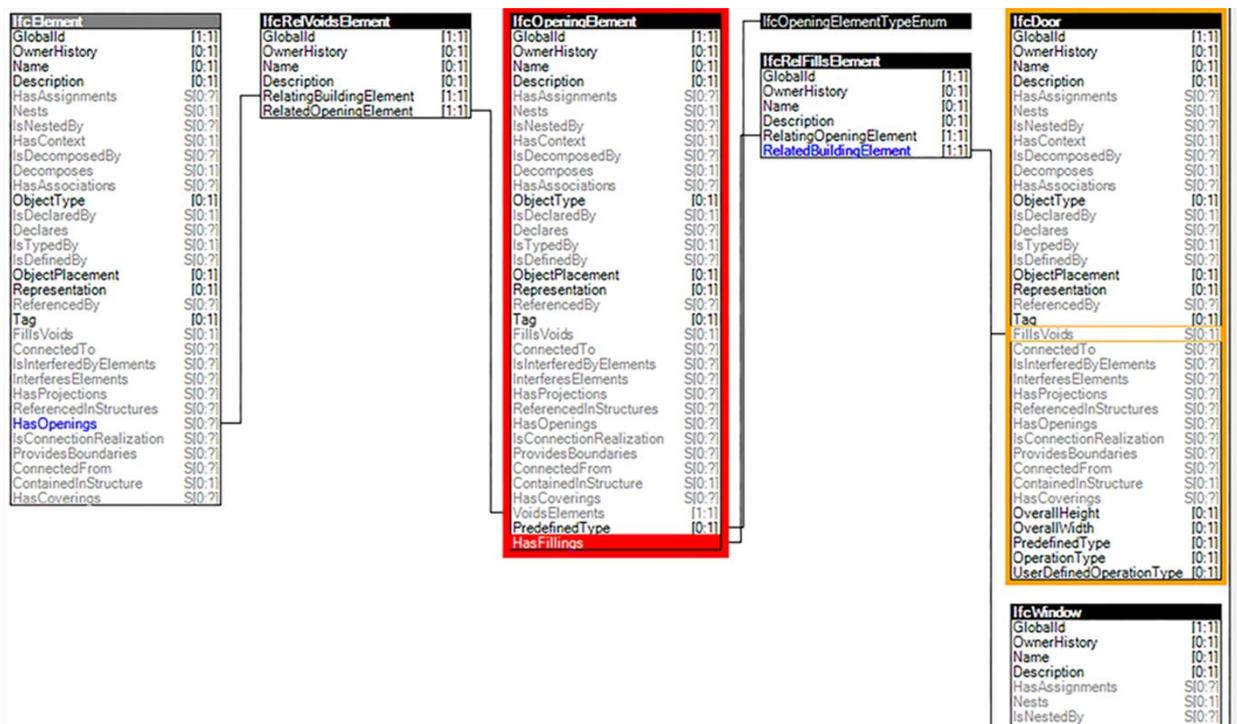 IfcElement
GlobalId [1:1]
OwnerHistory [0:1]
Name [0:1]
Description [0:1]
HasAssignments S[0:?]
Nests S[0:1]
IsNestedBy S[0:?]
HasContext S[0:1]
IsDecomposedBy S[0:?]
Decomposes S[0:1]
HasAssociations S[0:?]
ObjectType [0:1]
IsDeclaredBy S[0:1]
Declares S[0:?]
IsTypedBy S[0:1]
IsDefinedBy S[0:?]
ObjectPlacement [0:1]
Representation [0:1]
ReferencedBy S[0:?]
Tag [0:1]
FillsVoids S[0:1]
ConnectedTo S[0:?]
IsInterferedByElements S[0:?]
InterferesElements S[0:?]
HasProjections S[0:?]
ReferencedInStructures S[0:?]
HasOpenings S[0:?]
IsConnectionRealization S[0:?]
ProvidesBoundaries S[0:?]
ConnectedFrom S[0:?]
ContainedInStructure S[0:1]
HasCoverings S[0:?]
IfcRelVoidsElement
GlobalId [1:1]
OwnerHistory [0:1]
Name [0:1]
Description [0:1]
RelatingBuildingElement [1:1]
RelatedOpeningElement [1:1]
IfcOpeningElement
GlobalId [1:1]
OwnerHistory [0:1]
Name [0:1]
Description [0:1]
HasAssignments S[0:?]
Nests S[0:1]
IsNestedBy S[0:?]
HasContext S[0:1]
IsDecomposedBy S[0:?]
Decomposes S[0:1]
HasAssociations S[0:?]
ObjectType [0:1]
IsDeclaredBy S[0:1]
Declares S[0:?]
IsTypedBy S[0:1]
IsDefinedBy S[0:?]
ObjectPlacement [0:1]
Representation [0:1]
ReferencedBy S[0:?]
Tag [0:1]
FillsVoids S[0:1]
ConnectedTo S[0:?]
IsInterferedByElements S[0:?]
InterferesElements S[0:?]
HasProjections S[0:?]
ReferencedInStructures S[0:?]
HasOpenings S[0:?]
IsConnectionRealization S[0:?]
ProvidesBoundaries S[0:?]
ConnectedFrom S[0:?]
ContainedInStructure S[0:1]
HasCoverings S[0:?]
VoidsElements [1:1]
PredefinedType [0:1]
HasFillings
IfcOpeningElementTypeEnum
IfcRelFillsElement
GlobalId [1:1]
OwnerHistory [0:1]
Name [0:1]
Description [0:1]
RelatingOpeningElement [1:1]
RelatedBuildingElement [1:1]
IfcDoor
GlobalId [1:1]
OwnerHistory [0:1]
Name [0:1]
Description [0:1]
HasAssignments S[0:?]
Nests S[0:1]
IsNestedBy S[0:?]
HasContext S[0:1]
IsDecomposedBy S[0:?]
Decomposes S[0:1]
HasAssociations S[0:?]
ObjectType [0:1]
IsDeclaredBy S[0:1]
Declares S[0:?]
IsTypedBy S[0:1]
IsDefinedBy S[0:?]
ObjectPlacement [0:1]
Representation [0:1]
ReferencedBy S[0:?]
Tag [0:1]
FillsVoids S[0:1]
ConnectedTo S[0:?]
IsInterferedByElements S[0:?]
InterferesElements S[0:?]
HasProjections S[0:?]
ReferencedInStructures S[0:?]
HasOpenings S[0:?]
IsConnectionRealization S[0:?]
ProvidesBoundaries S[0:?]
ConnectedFrom S[0:?]
ContainedInStructure S[0:1]
HasCoverings S[0:?]
OverallHeight [0:1]
OverallWidth [0:1]
PredefinedType [0:1]
OperationType [0:1]
UserDefinedOperationType [0:1]
IfcWindow
GlobalId [1:1]
OwnerHistory [0:1]
Name [0:1]
Description [0:1]
HasAssignments S[0:?]
Nests S[0:1]
IsNestedBy S[0:?]